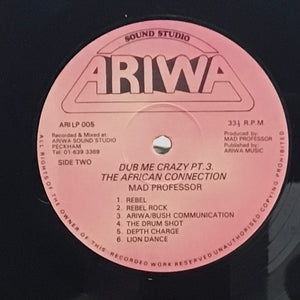 SOUND STUDIO
ARIWA
ARI LP 005
33⅓ R.P.M.
Recorded & Mixed at:
ARIWA SOUND STUDIO
PECKHAM
Tel: 01-639 3369
SIDE TWO
Produced by:
MAD PROFESSOR
Published by:
ARIWA MUSIC
DUB ME CRAZY PT. 3.
THE AFRICAN CONNECTION
MAD PROFESSOR
1. REBEL
2. REBEL ROCK
3. ARIWA/BUSH COMMUNICATION
4. THE DRUM SHOT
5. DEPTH CHARGE
6. LION DANCE
ALL RIGHTS OF THE OWNER OF THIS RECORDED WORK RESERVED UNAUTHORISED COPYING PROHIBITED